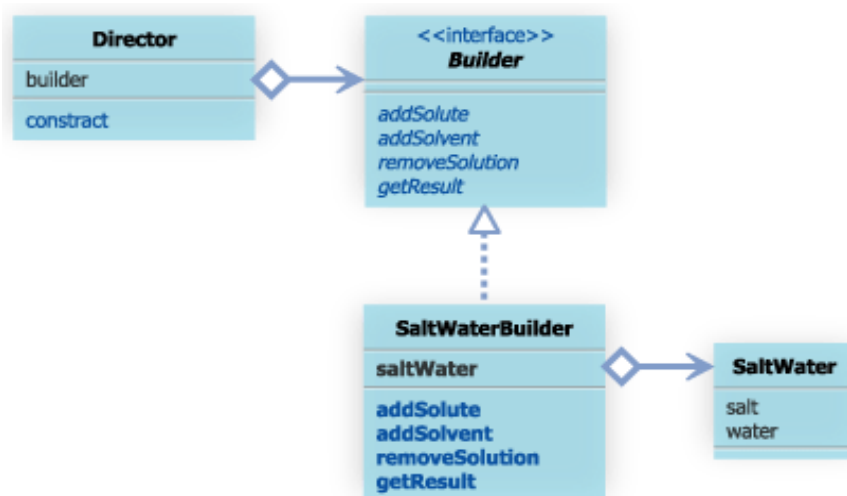 Director
builder
constract
<<interface>>
Builder
addSolute
addSolvent
removeSolution
getResult
SaltWaterBuilder
saltWater
addSolute
addSolvent
removeSolution
getResult
SaltWater
salt
water